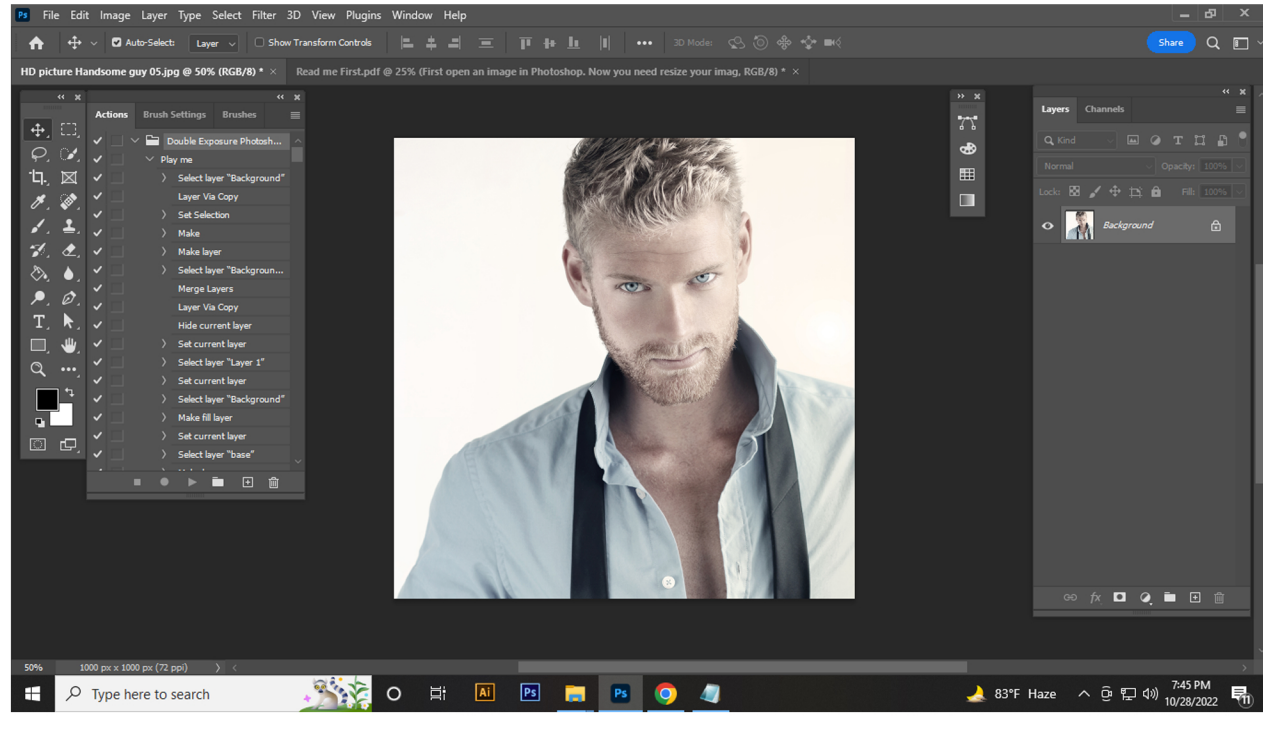 Ps File Edit Image Layer Type Select Filter 3D View Plugins Window Help
Auto-Select: Layer Show Transform Controls 3D Mode: Share
HD picture Handsome guy 05.jpg @ 50% (RGB/8) * × Read me First.pdf @ 25% (First open an image in Photoshop. Now you need resize your imag, RGB/8) * ×
Actions Brush Settings Brushes
Double Exposure Photosh...
Play me
Select layer "Background"
Layer Via Copy
Set Selection
Make
Make layer
Select layer "Backgroun...
Merge Layers
Layer Via Copy
Hide current layer
Set current layer
Select layer "Layer 1"
Set current layer
Select layer "Background"
Make fill layer
Set current layer
Select layer "base"
Layers Channels
Kind
Normal Opacity: 100%
Lock: Fill: 100%
Background
50% 1000 px x 1000 px (72 ppi)
Type here to search
Ai Ps Ps
83°F Haze
7:45 PM
10/28/2022
11